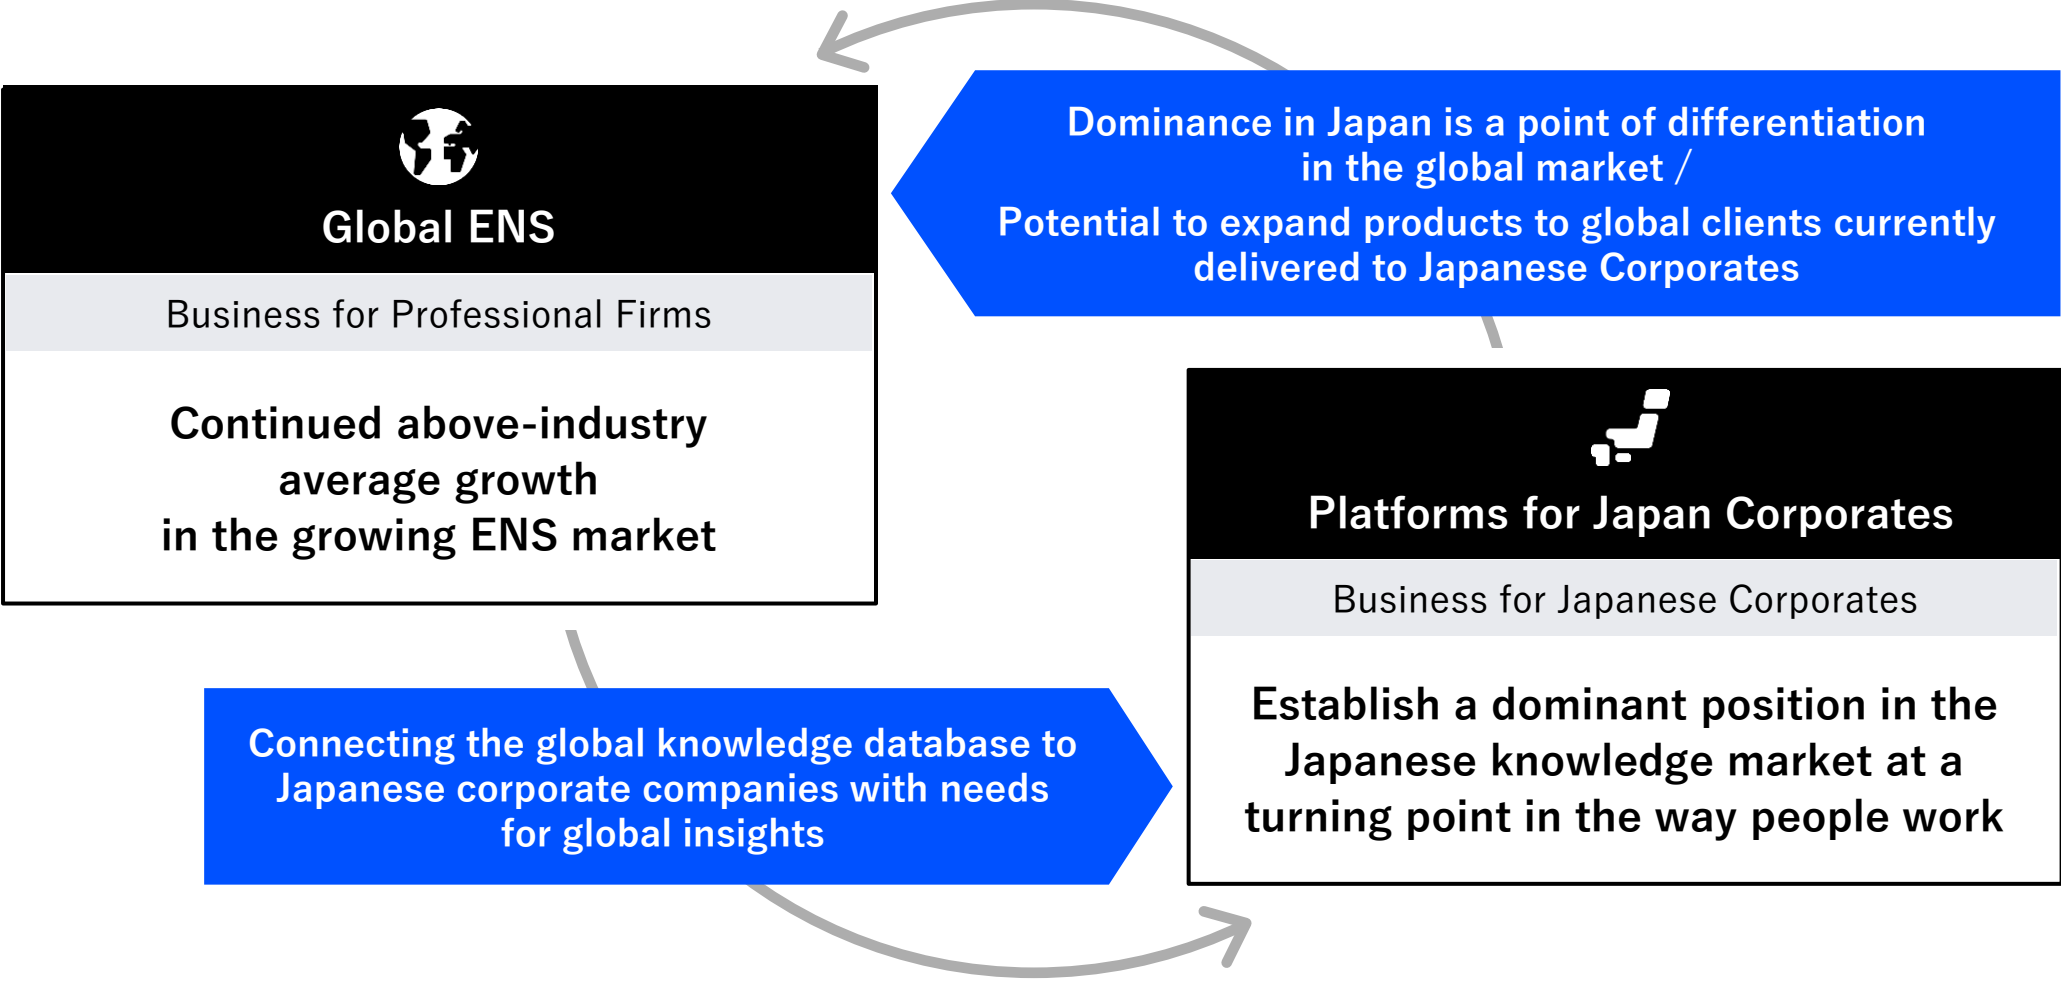 Global ENS
Business for Professional Firms
Continued above-industry
average growth
in the growing ENS market
Dominance in Japan is a point of differentiation
in the global market /
Potential to expand products to global clients currently
delivered to Japanese Corporates
Platforms for Japan Corporates
Business for Japanese Corporates
Establish a dominant position in the
Japanese knowledge market at a
turning point in the way people work
Connecting the global knowledge database to
Japanese corporate companies with needs
for global insights